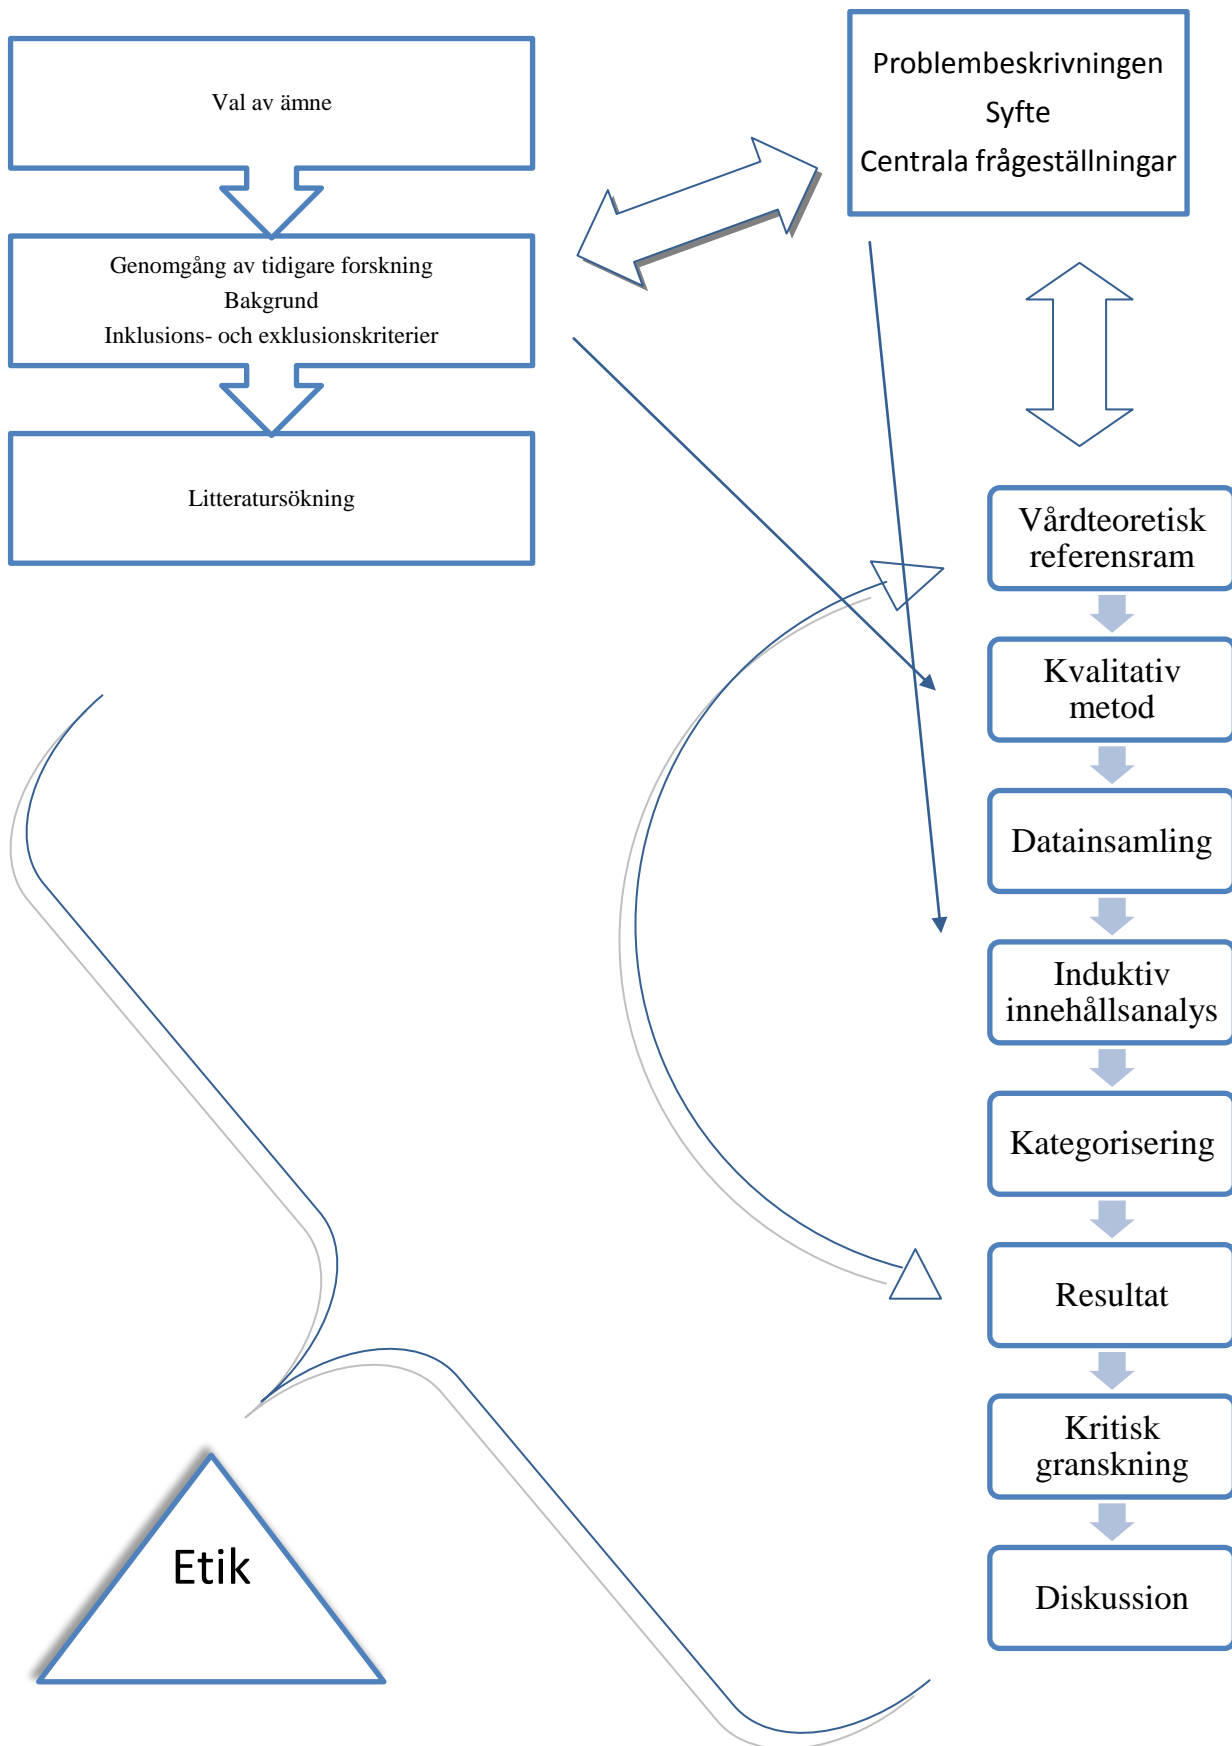 Val av ämne
Genomgång av tidigare forskning
Bakgrund
Inklusions- och exklusionskriterier
Litteratursökning
Problembeskrivningen
Syfte
Centrala frågeställningar
Vårdteoretisk
referensram
Kvalitativ
metod
Datainsamling
Induktiv
innehållsanalys
Kategorisering
Resultat
Kritisk
granskning
Diskussion
Etik